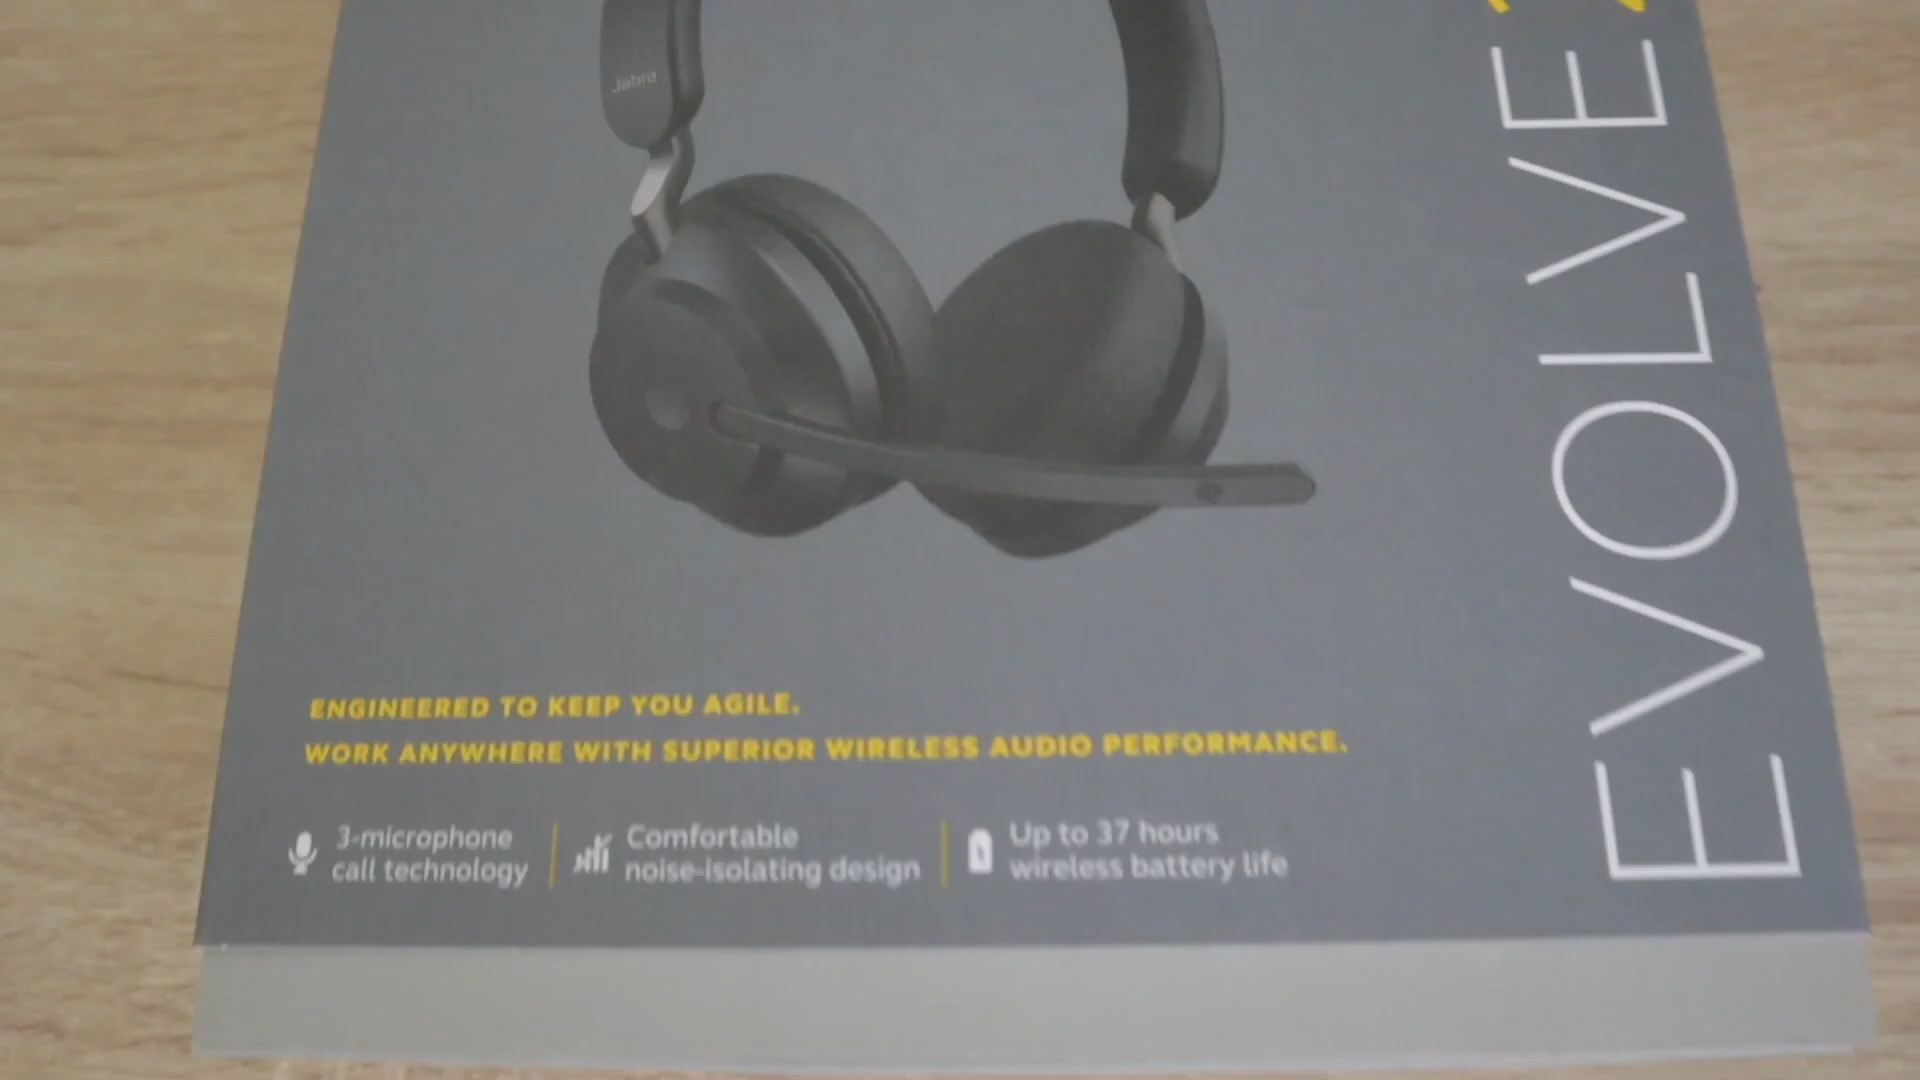 Jabra
EVOLVE
ENGINEERED TO KEEP YOU AGILE.
WORK ANYWHERE WITH SUPERIOR WIRELESS AUDIO PERFORMANCE.
3-microphone
call technology
Comfortable
noise-isolating design
Up to 37 hours
wireless battery life